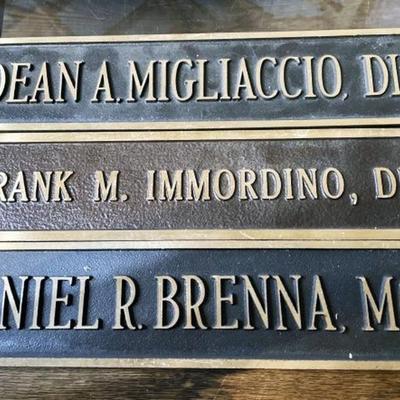 DEAN A. MIGLIACCIO, D
RANK M. IMMORDINO, D
NIEL R. BRENNA, M